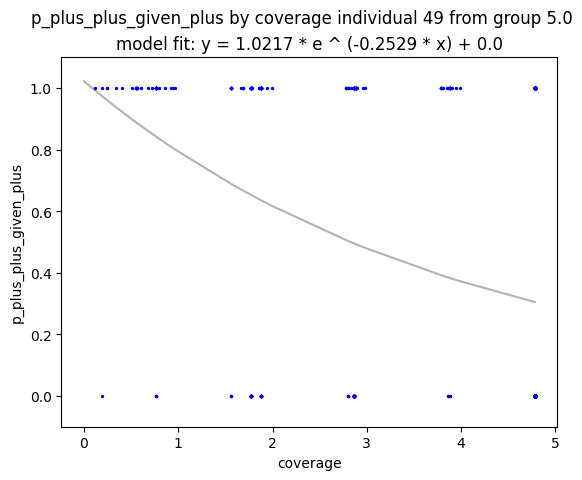 p_plus_plus_given_plus by coverage individual 49 from group 5.0
model fit: y = 1.0217 * e ^ (-0.2529 * x) + 0.0
1.0
0.8
0.6
0.4
0.2
0.0
p_plus_plus_given_plus
0 1 2 3 4 5
coverage